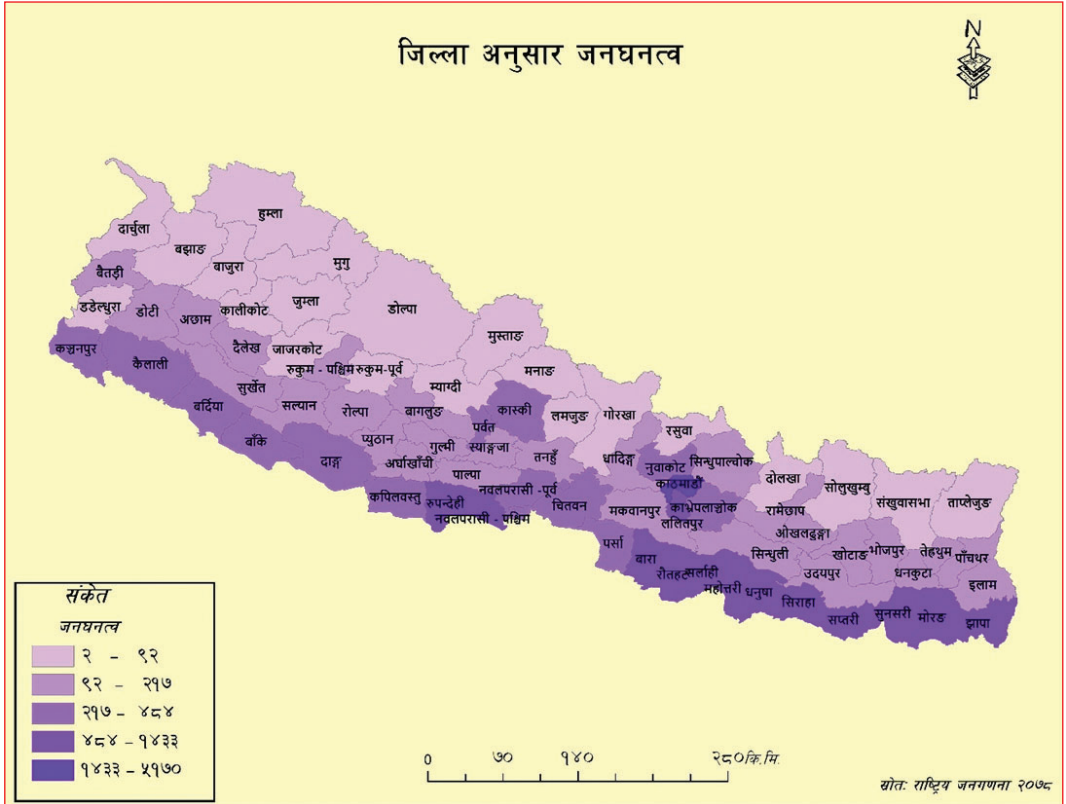 जिल्ला अनुसार जनघनत्व
N
हुम्ला
दार्चुला
बझाङ
बाजुरा
मुगु
बैतडी
डडेल्धुरा
डोटी
अछाम
कालीकोट
जुम्ला
डोल्पा
मुस्ताङ
कञ्चनपुर
कैलाली
दैलेख
जाजरकोट
रुकुम - पश्चिम
रुकुम-पूर्व
मनाङ
म्याग्दी
सुर्खेत
सल्यान
रोल्पा
बागलुङ
पर्वत
कास्की
लमजुङ
गोरखा
रसुवा
बर्दिया
बाँके
दाङ्ग
प्युठान
गुल्मी
स्याङ्गजा
अर्घाखाँची
पाल्पा
तनहुँ
धादिङ्ग
नुवाकोट
सिन्धुपाल्चोक
काठमाडौं
दोलखा
सोलुखुम्बु
संखुवासभा
ताप्लेजुङ
कपिलवस्तु
रुपन्देही
नवलपरासी -पूर्व
नवलपरासी - पश्चिम
चितवन
मकवानपुर
काभ्रेपलाञ्चोक
ललितपुर
रामेछाप
ओखलढुङ्गा
खोटाङ
भोजपुर
तेह्रथुम
पाँचथर
पर्सा
बारा
रौतहट
सर्लाही
सिन्धुली
उदयपुर
धनकुटा
इलाम
महोत्तरी
धनुषा
सिराहा
सप्तरी
सुनसरी
मोरङ
झापा
संकेत
जनघनत्व
२ - ९२
९२ - २१७
२१७ - ४८४
४८४ - १४३३
१४३३ - ५१७०
० ७० १४० २८० कि.मि.
स्रोतः राष्ट्रिय जनगणना २०७८